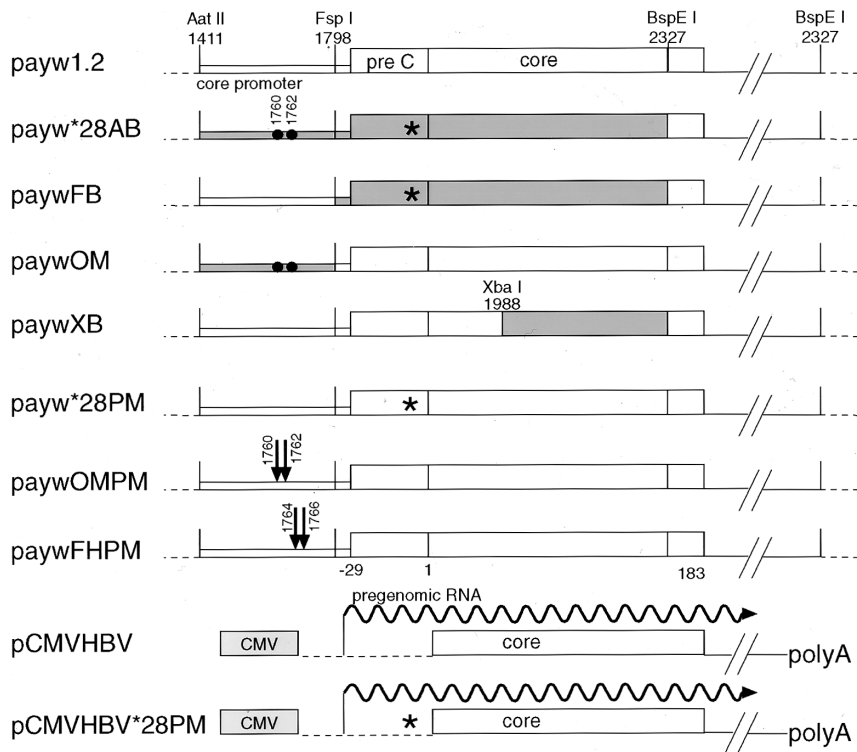 Aat II Fsp I BspE I BspE I
1411 1798 2327 2327
payw1.2 pre C core
core promoter
1760 1762
payw*28AB *
paywFB *
paywOM
Xba I
1988
paywXB
payw*28PM *
1760 1762
paywOMPM
1764 1766
paywFHPM
-29 1 183
pregenomic RNA
pCMVHBV CMV core polyA
pCMVHBV*28PM CMV * core polyA